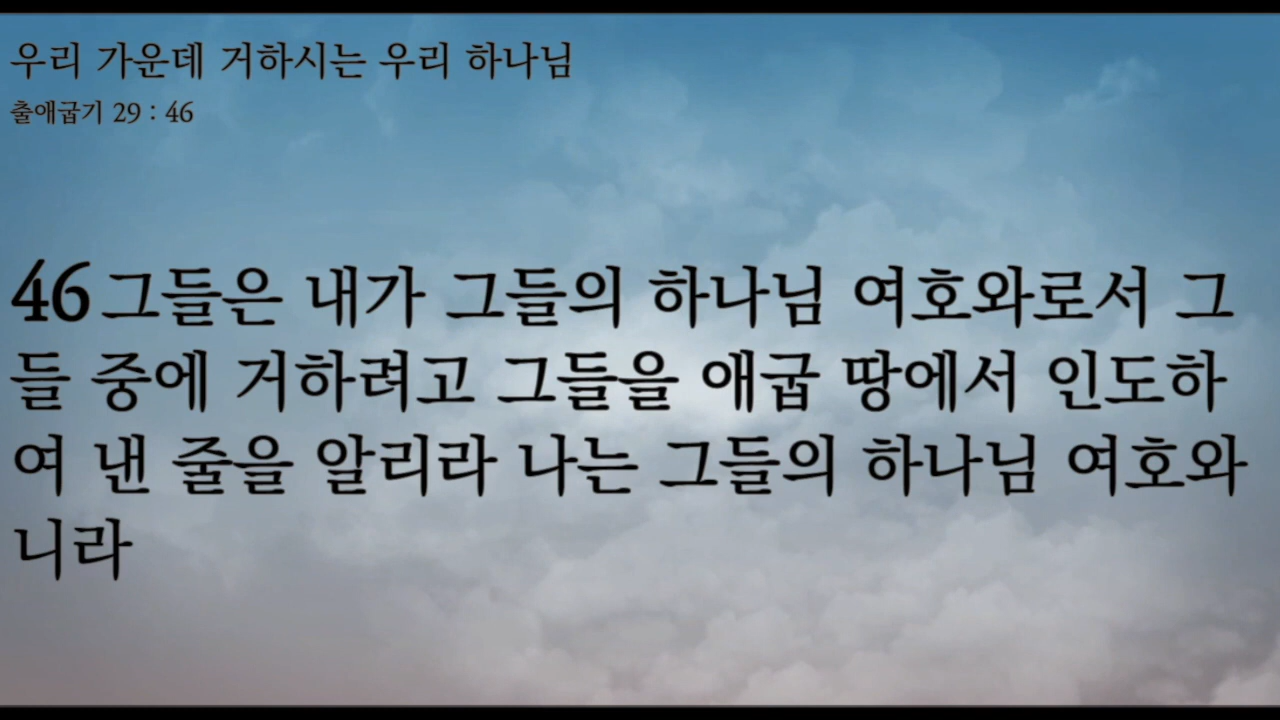 우리 가운데 거하시는 우리 하나님
출애굽기 29 : 46
46그들은 내가 그들의 하나님 여호와로서 그
들 중에 거하려고 그들을 애굽 땅에서 인도하
여 낸 줄을 알리라 나는 그들의 하나님 여호와
니라